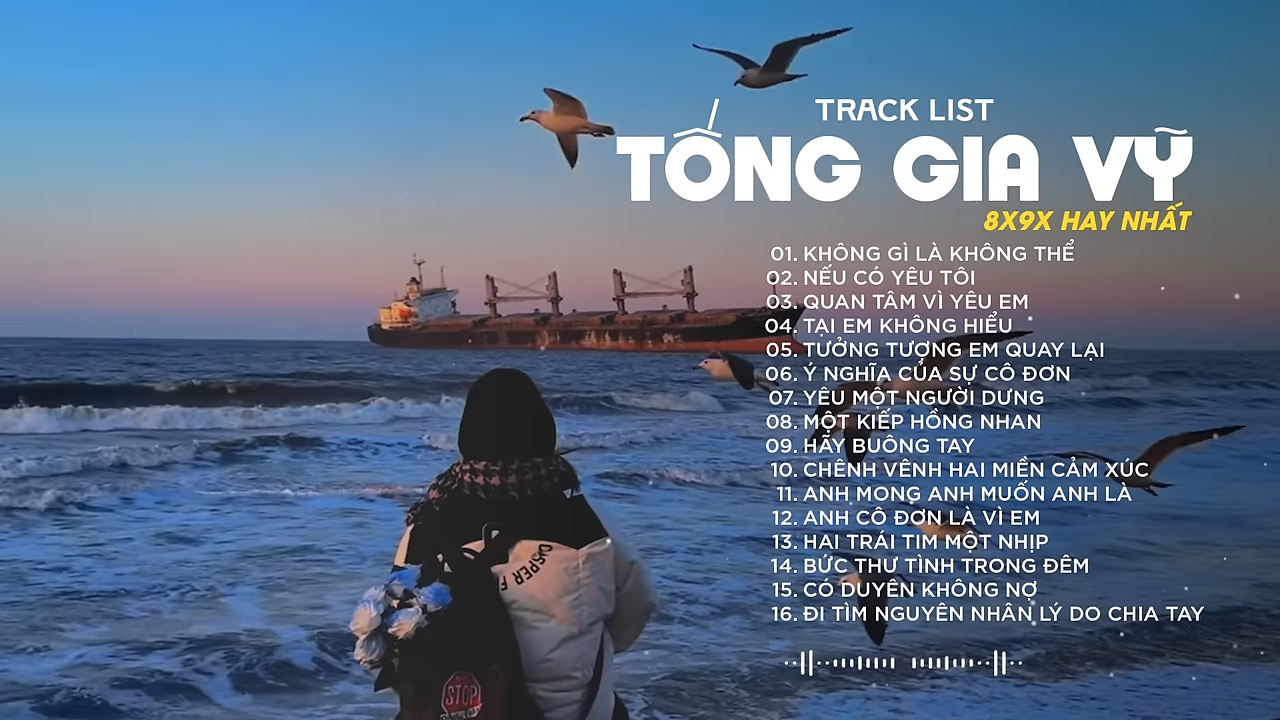 TRACK LIST
TỐNG GIA VỸ
8X9X HAY NHẤT
01. KHÔNG GÌ LÀ KHÔNG THỂ
02. NẾU CÓ YÊU TÔI
03. QUAN TÂM VÌ YÊU EM
04. TẠI EM KHÔNG HIỂU
05. TƯỞNG TƯỢNG EM QUAY LẠI
06. Ý NGHĨA CỦA SỰ CÔ ĐƠN
07. YÊU MỘT NGƯỜI DƯNG
08. MỘT KIẾP HỒNG NHAN
09. HÃY BUÔNG TAY
10. CHÊNH VÊNH HAI MIỀN CẢM XÚC
11. ANH MONG ANH MUỐN ANH LÀ
12. ANH CÔ ĐƠN LÀ VÌ EM
13. HAI TRÁI TIM MỘT NHỊP
14. BỨC THƯ TÌNH TRONG ĐÊM
15. CÓ DUYÊN KHÔNG NỢ
16. ĐI TÌM NGUYÊN NHÂN LÝ DO CHIA TAY
STOP